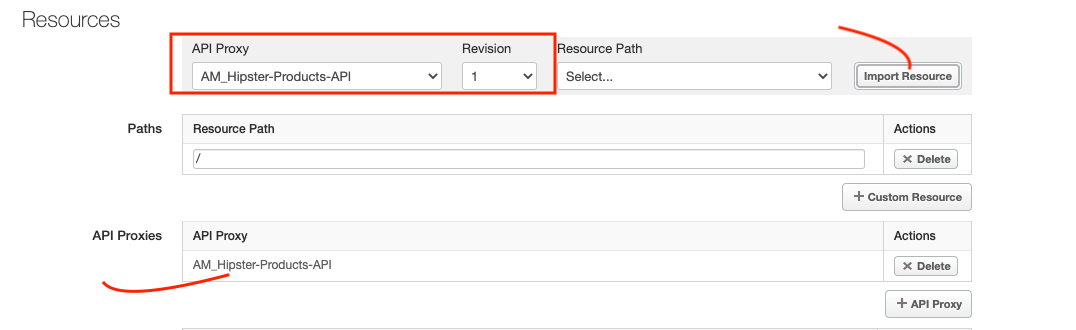 Resources
API Proxy Revision Resource Path
AM_Hipster-Products-API 1 Select... Import Resource
Paths Resource Path Actions
/ × Delete
+ Custom Resource
API Proxies API Proxy Actions
AM_Hipster-Products-API × Delete
+ API Proxy